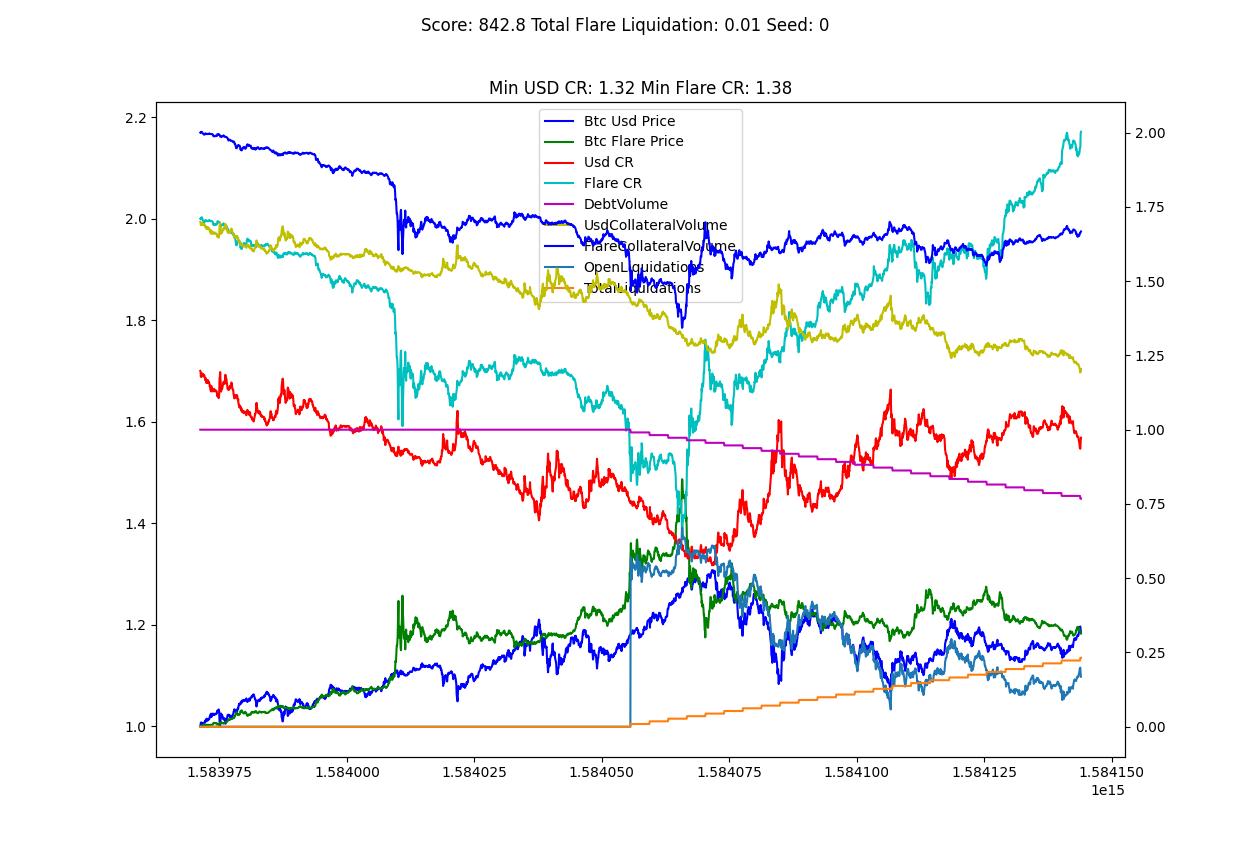 Score: 842.8 Total Flare Liquidation: 0.01 Seed: 0
Min USD CR: 1.32 Min Flare CR: 1.38
Btc Usd Price
Btc Flare Price
Usd CR
Flare CR
DebtVolume
UsdCollateralVolume
FlareCollateralVolume
OpenLiquidations
TotalLiquidations
2.2
2.0
1.8
1.6
1.4
1.2
1.0
2.00
1.75
1.50
1.25
1.00
0.75
0.50
0.25
0.00
1.583975 1.584000 1.584025 1.584050 1.584075 1.584100 1.584125 1.584150
1e15